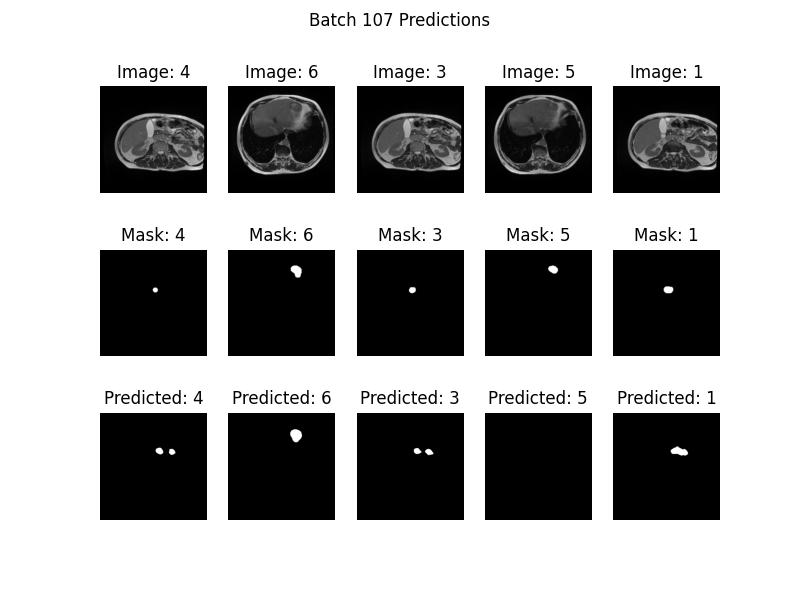 Batch 107 Predictions
Image: 4 Image: 6 Image: 3 Image: 5 Image: 1
Mask: 4 Mask: 6 Mask: 3 Mask: 5 Mask: 1
Predicted: 4 Predicted: 6 Predicted: 3 Predicted: 5 Predicted: 1